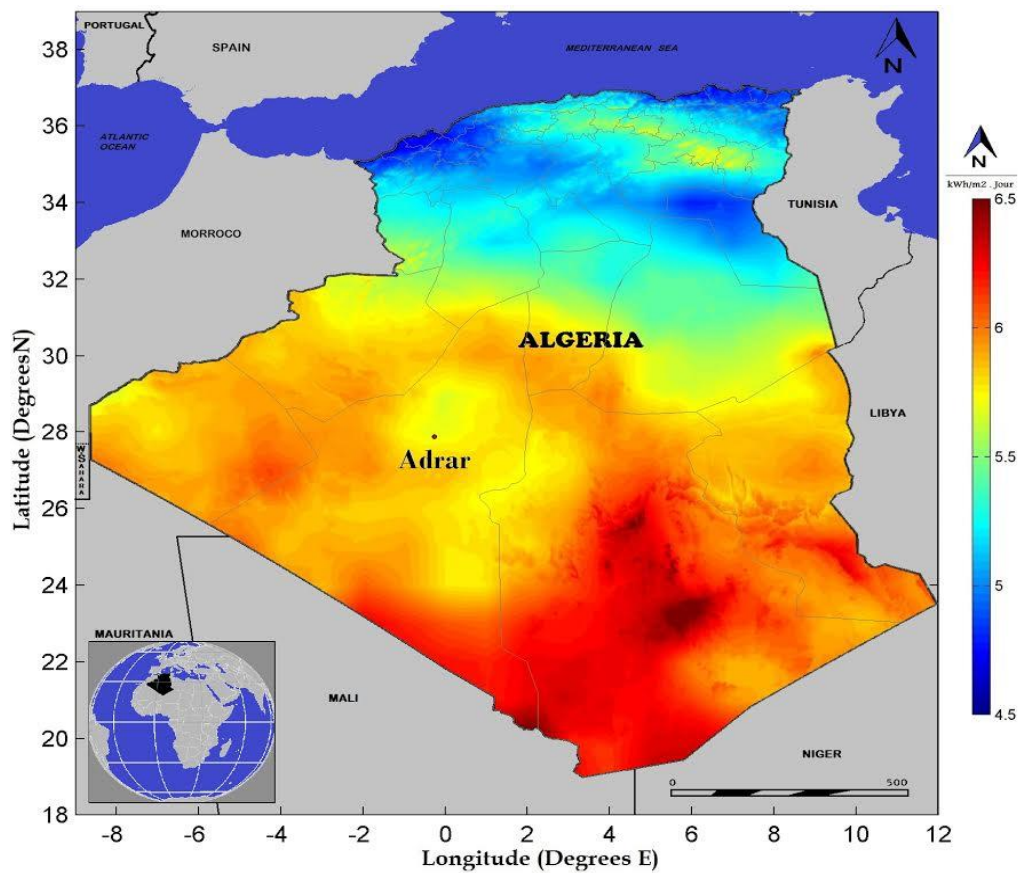 PORTUGAL
SPAIN
MEDITERRANEAN SEA
N
ATLANTIC
OCEAN
N
kWh/m2 . Jour
TUNISIA
MORROCO
ALGERIA
LIBYA
W-SAHARA
Adrar
MAURITANIA
MALI
NIGER
0 500
38
36
34
32
30
28
26
24
22
20
18
-8 -6 -4 -2 0 2 4 6 8 10 12
Latitude (DegreesN)
Longitude (Degrees E)
6.5
6
5.5
5
4.5